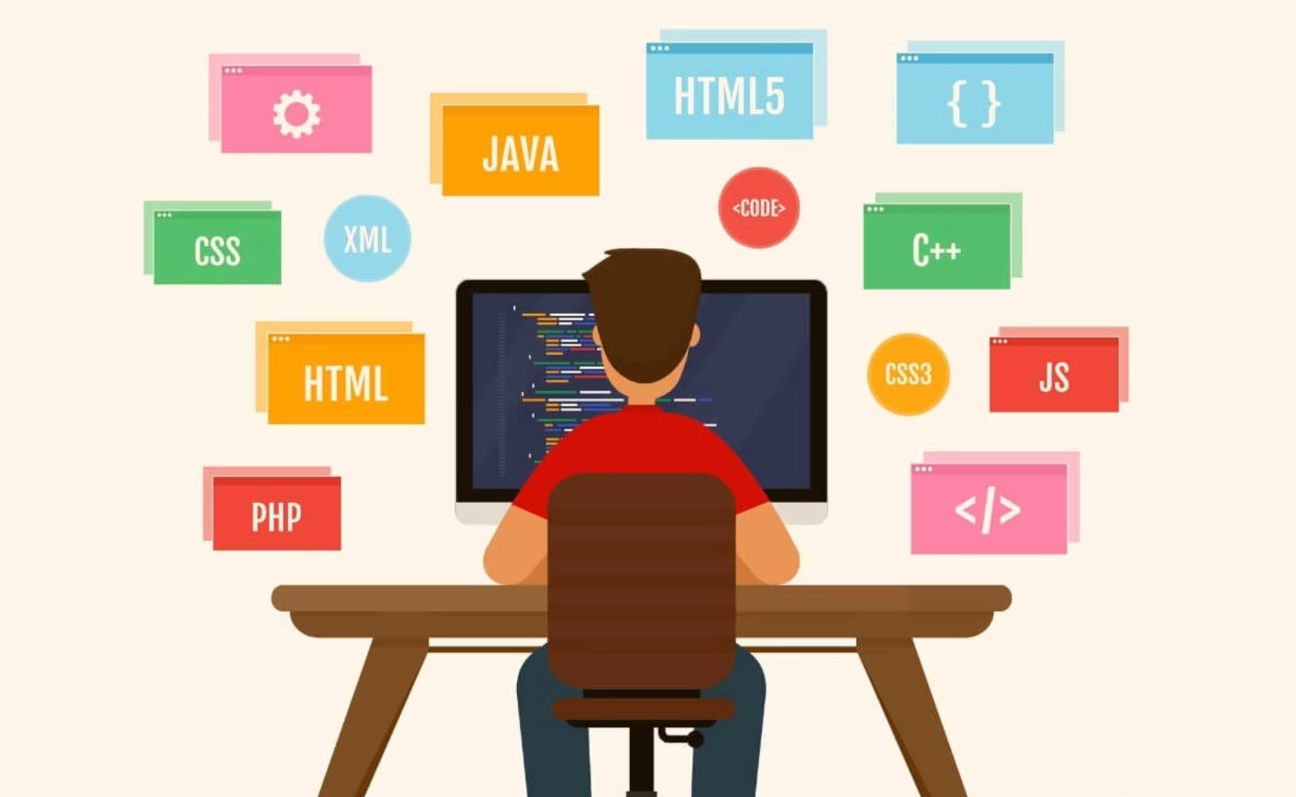 HTML5
{ }
JAVA
<CODE>
CSS
XML
C++
HTML
CSS3
JS
PHP
</>